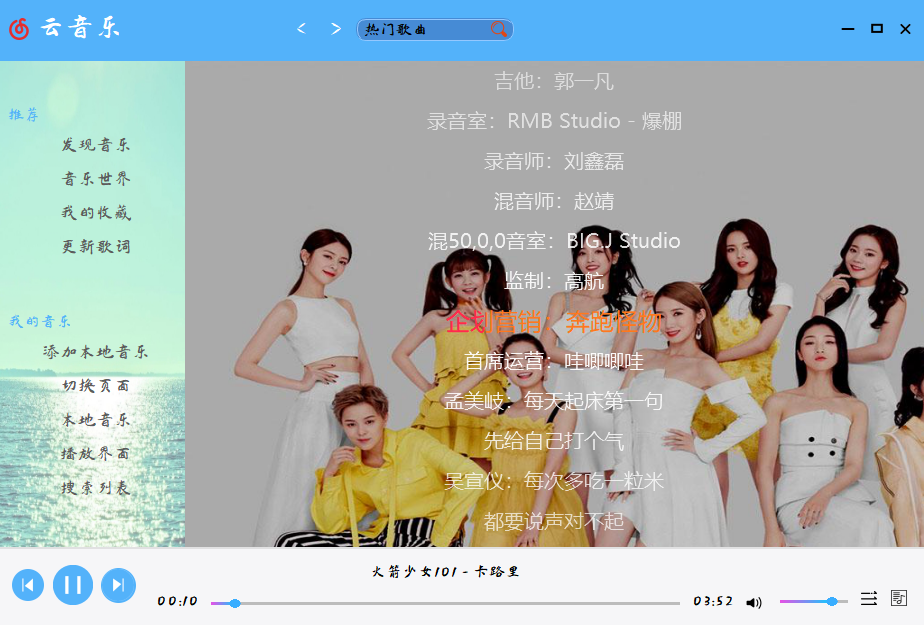 云音乐
< > 热门歌曲
推荐
发现音乐
音乐世界
我的收藏
更新歌词
我的音乐
添加本地音乐
切换页面
本地音乐
播放界面
搜索列表
吉他：郭一凡
录音室：RMB Studio - 爆棚
录音师：刘鑫磊
混音师：赵靖
混50,0,0音室：BIG.J Studio
监制：高航
企划营销：奔跑怪物
首席运营：哇唧唧哇
孟美岐：每天起床第一句
先给自己打个气
吴宣仪：每次多吃一粒米
都要说声对不起
火箭少女101 - 卡路里
00:10
03:52